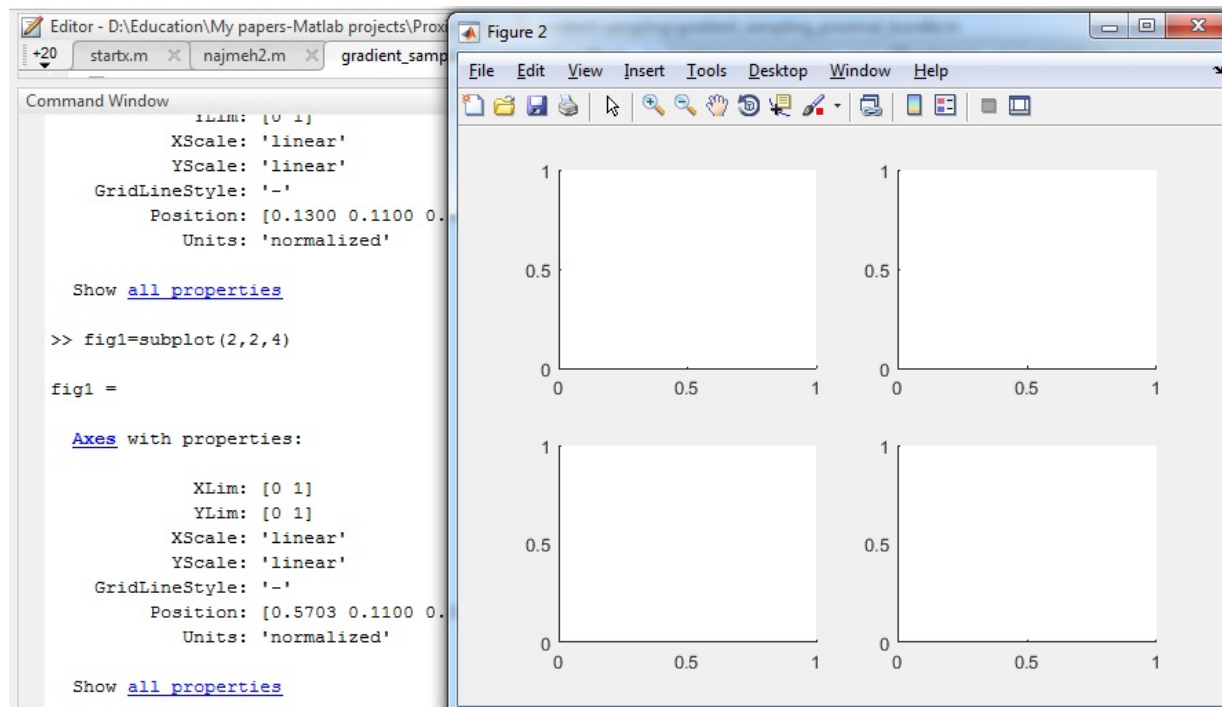 Editor - D:\Education\My papers-Matlab projects\Proxi
+20 startx.m najmeh2.m gradient_samp
Command Window
YLim: [0 1]
XScale: 'linear'
YScale: 'linear'
GridLineStyle: '-'
Position: [0.1300 0.1100 0.
Units: 'normalized'
Show all properties
>> fig1=subplot(2,2,4)
fig1 =
Axes with properties:
XLim: [0 1]
YLim: [0 1]
XScale: 'linear'
YScale: 'linear'
GridLineStyle: '-'
Position: [0.5703 0.1100 0.
Units: 'normalized'
Show all properties
Figure 2
File Edit View Insert Tools Desktop Window Help
1 1
0.5 0.5
0 0
0 0.5 1 0 0.5 1
1 1
0.5 0.5
0 0
0 0.5 1 0 0.5 1